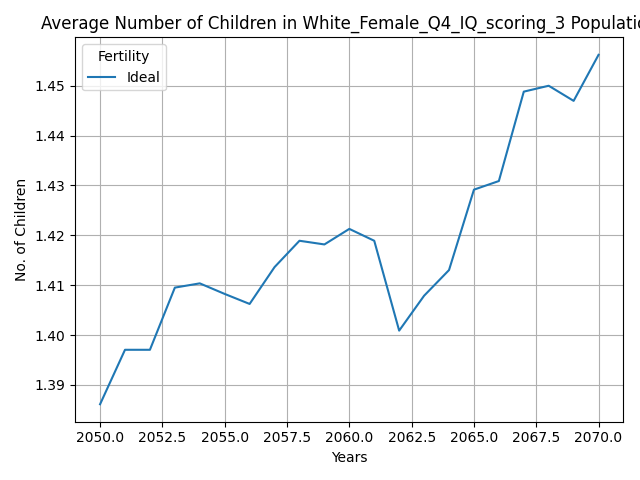 Average Number of Children in White_Female_Q4_IQ_scoring_3 Populatio
Fertility
Ideal
1.45
1.44
1.43
1.42
1.41
1.40
1.39
No. of Children
2050.0 2052.5 2055.0 2057.5 2060.0 2062.5 2065.0 2067.5 2070.0
Years